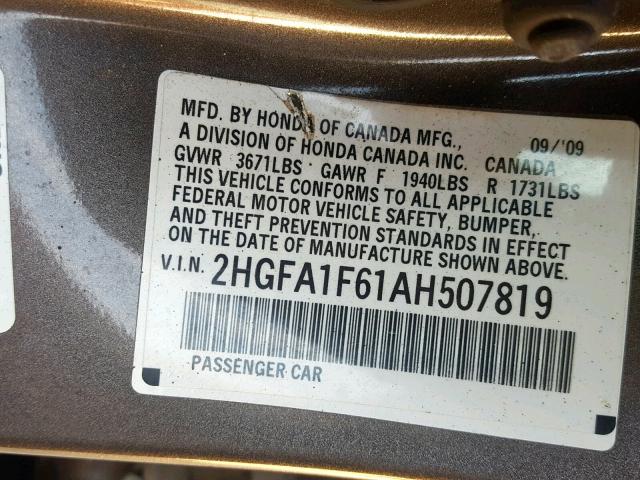 MFD. BY HONDA OF CANADA MFG., 09/'09
A DIVISION OF HONDA CANADA INC. CANADA
GVWR 3671LBS GAWR F 1940LBS R 1731LBS
THIS VEHICLE CONFORMS TO ALL APPLICABLE
FEDERAL MOTOR VEHICLE SAFETY, BUMPER,
AND THEFT PREVENTION STANDARDS IN EFFECT
ON THE DATE OF MANUFACTURE SHOWN ABOVE.
V.I.N. 2HGFA1F61AH507819
PASSENGER CAR